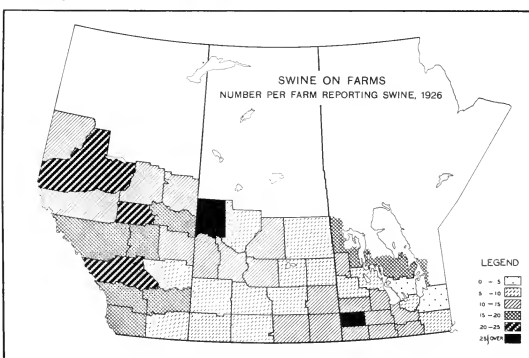 SWINE ON FARMS
NUMBER PER FARM REPORTING SWINE, 1926
LEGEND
0 – 5
5 – 10
10 – 15
15 – 20
20 – 25
25/OVER